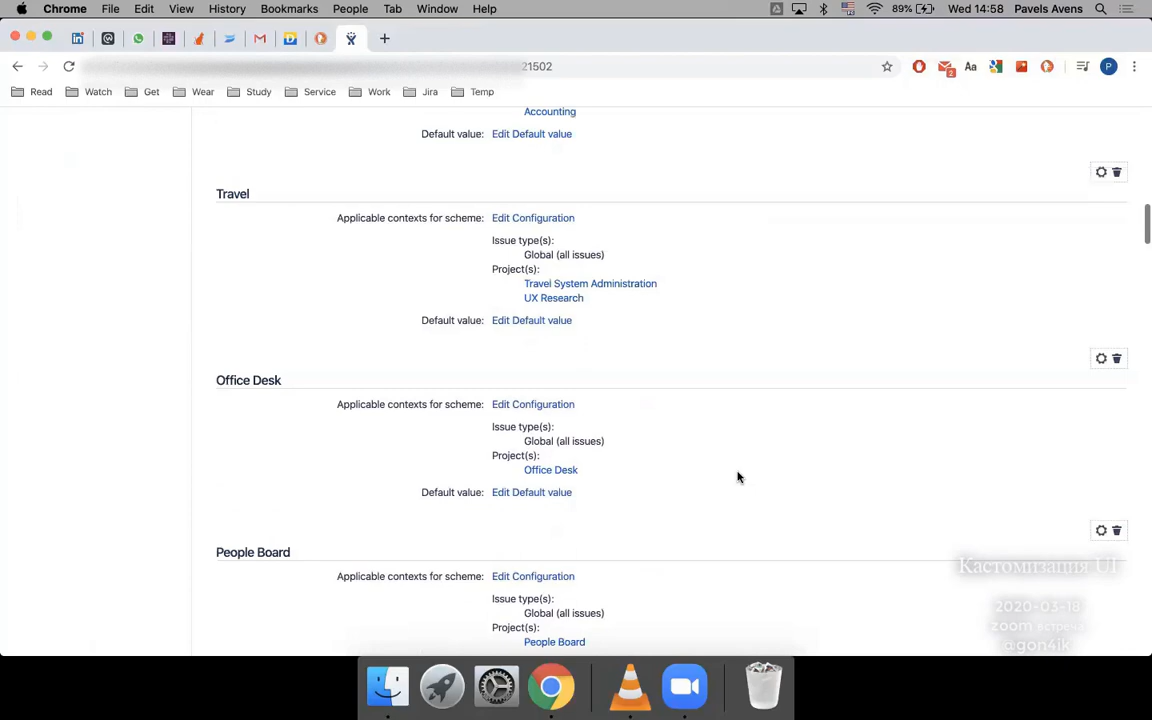 Chrome File Edit View History Bookmarks People Tab Window Help 89% Wed 14:58 Pavels Avens
21502
2
Aa
P
Read Watch Get Wear Study Service Work Jira Temp
Accounting
Default value: Edit Default value
Travel
Applicable contexts for scheme: Edit Configuration
Issue type(s):
Global (all issues)
Project(s):
Travel System Administration
UX Research
Default value: Edit Default value
Office Desk
Applicable contexts for scheme: Edit Configuration
Issue type(s):
Global (all issues)
Project(s):
Office Desk
Default value: Edit Default value
People Board
Applicable contexts for scheme: Edit Configuration
Issue type(s):
Global (all issues)
Project(s):
People Board
Кастомизация UI
2020-03-18
zoom встреча
@gon4ik